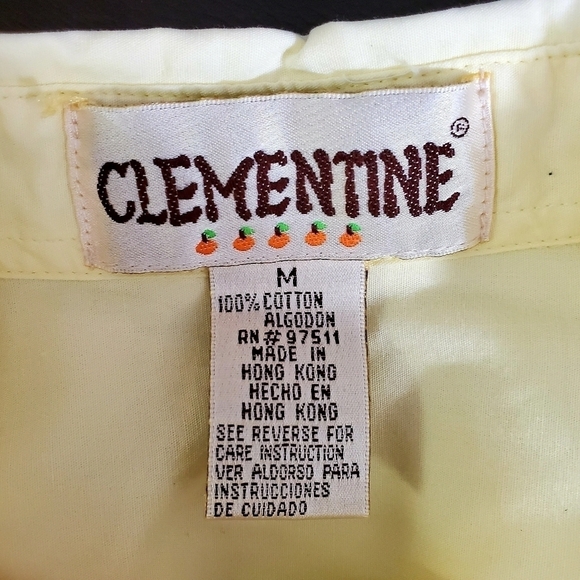 CLEMENTINE®
M
100% COTTON
ALGODON
RN# 97511
MADE IN
HONG KONG
HECHO EN
HONG KONG
SEE REVERSE FOR
CARE INSTRUCTION
VER ALDORSO PARA
INSTRUCCIONES
DE CUIDADO